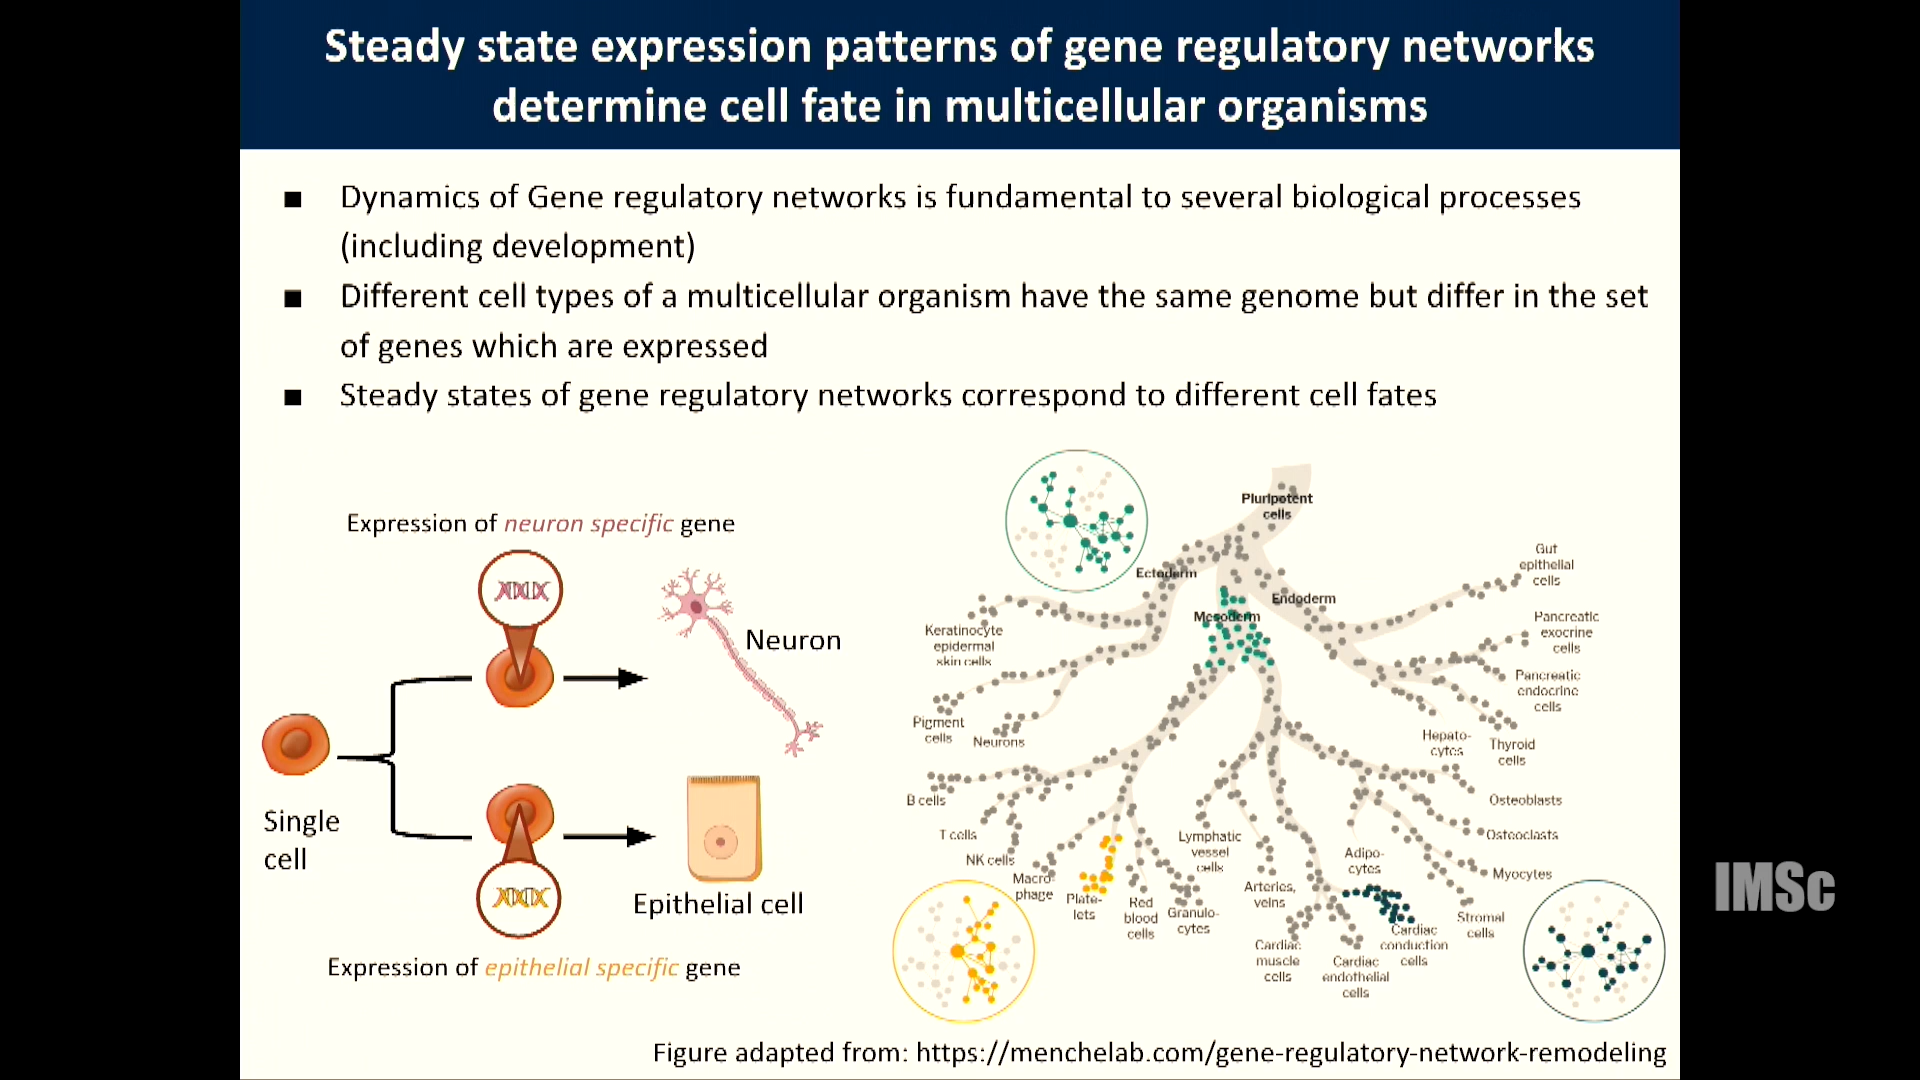 Steady state expression patterns of gene regulatory networks
determine cell fate in multicellular organisms
■ Dynamics of Gene regulatory networks is fundamental to several biological processes
(including development)
■ Different cell types of a multicellular organism have the same genome but differ in the set
of genes which are expressed
■ Steady states of gene regulatory networks correspond to different cell fates
Expression of neuron specific gene
Neuron
Single
cell
Epithelial cell
Expression of epithelial specific gene
Pluripotent
cells
Ectoderm
Mesoderm
Endoderm
Gut
epithelial
cells
Keratinocyte
epidermal
skin cells
Pancreatic
exocrine
cells
Pancreatic
endocrine
cells
Pigment
cells
Neurons
Hepato-
cytes
Thyroid
cells
B cells
T cells
NK cells
Macro-
phage
Plate-
lets
Red
blood
cells
Granulo-
cytes
Lymphatic
vessel
cells
Arteries,
veins
Cardiac
muscle
cells
Cardiac
endothelial
cells
Adipo-
cytes
Cardiac
conduction
cells
Stromal
cells
Myocytes
Osteoclasts
Osteoblasts
IMSc
Figure adapted from: https://menchelab.com/gene-regulatory-network-remodeling